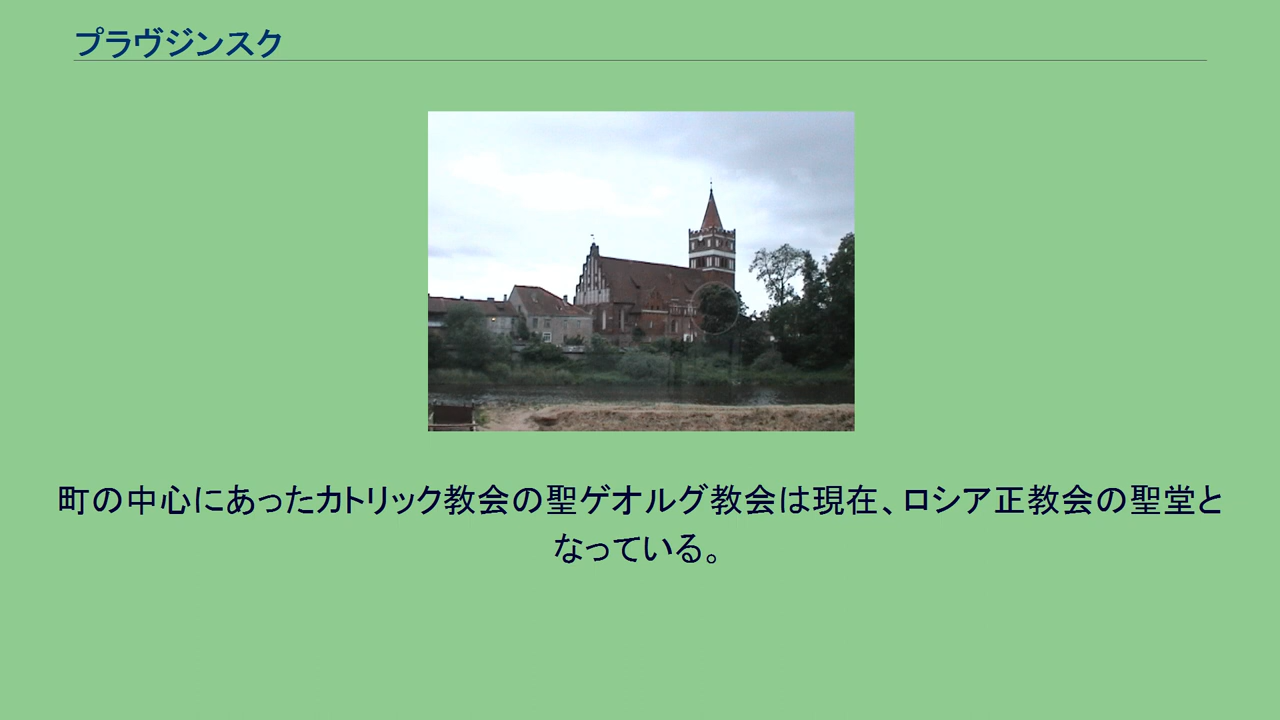 プラヴジンスク
町の中心にあったカトリック教会の聖ゲオルグ教会は現在、ロシア正教会の聖堂と
なっている。